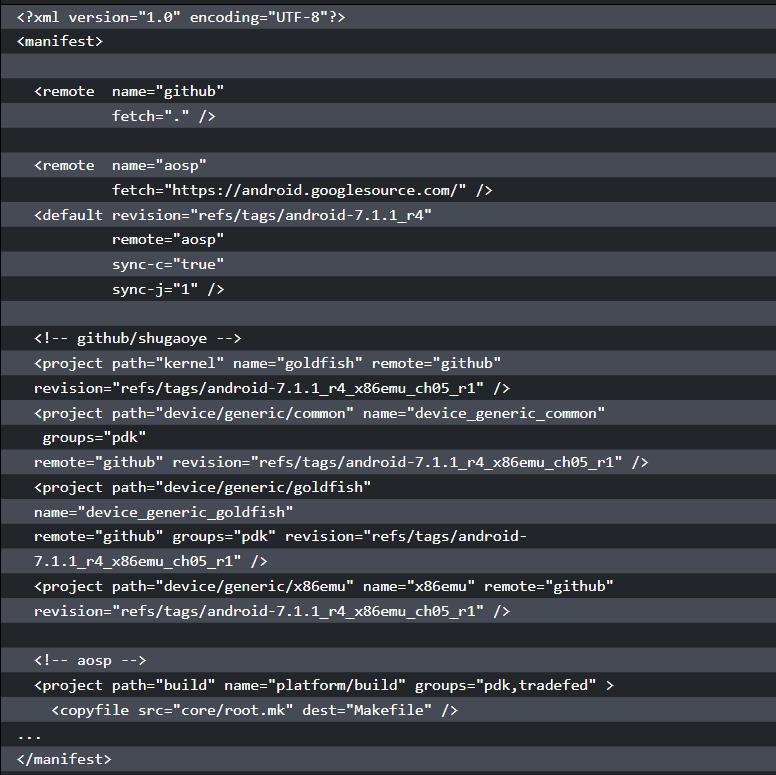 <?xml version="1.0" encoding="UTF-8"?>
<manifest>
<remote  name="github"
fetch="." />
<remote  name="aosp"
fetch="https://android.googlesource.com/" />
<default revision="refs/tags/android-7.1.1_r4"
remote="aosp"
sync-c="true"
sync-j="1" />
<!-- github/shugaoye -->
<project path="kernel" name="goldfish" remote="github"
revision="refs/tags/android-7.1.1_r4_x86emu_ch05_r1" />
<project path="device/generic/common" name="device_generic_common"
groups="pdk"
remote="github" revision="refs/tags/android-7.1.1_r4_x86emu_ch05_r1" />
<project path="device/generic/goldfish"
name="device_generic_goldfish"
remote="github" groups="pdk" revision="refs/tags/android-
7.1.1_r4_x86emu_ch05_r1" />
<project path="device/generic/x86emu" name="x86emu" remote="github"
revision="refs/tags/android-7.1.1_r4_x86emu_ch05_r1" />
<!-- aosp -->
<project path="build" name="platform/build" groups="pdk,tradefed" >
<copyfile src="core/root.mk" dest="Makefile" />
...
</manifest>